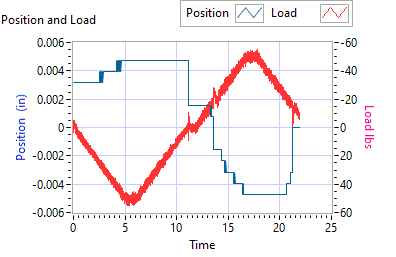 Position Load
Position and Load
0.006
0.004
0.002
0
-0.002
-0.004
-0.006
Position (in)
-60
-40
-20
0
20
40
60
Load lbs
0 5 10 15 20 25
Time